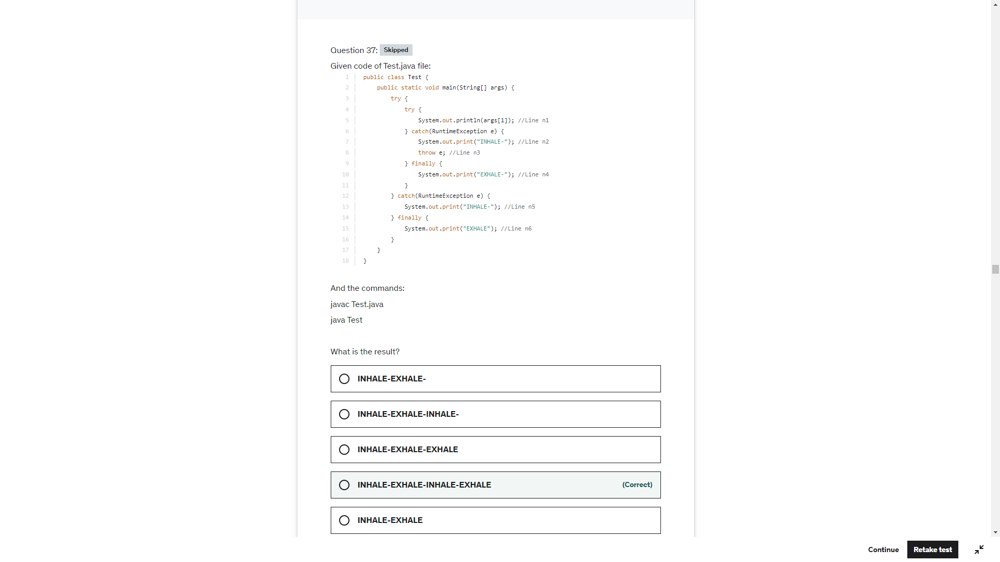 Question 37: Skipped
Given code of Test.java file:
1 public class Test {
2 public static void main(String[] args) {
3 try {
4 try {
5 System.out.println(args[1]); //Line n1
6 } catch(RuntimeException e) {
7 System.out.print("INHALE-"); //Line n2
8 throw e; //Line n3
9 } finally {
10 System.out.print("EXHALE-"); //Line n4
11 }
12 } catch(RuntimeException e) {
13 System.out.print("INHALE-"); //Line n5
14 } finally {
15 System.out.print("EXHALE"); //Line n6
16 }
17 }
18 }
And the commands:
javac Test.java
java Test
What is the result?
INHALE-EXHALE-
INHALE-EXHALE-INHALE-
INHALE-EXHALE-EXHALE
INHALE-EXHALE-INHALE-EXHALE (Correct)
INHALE-EXHALE
Continue Retake test